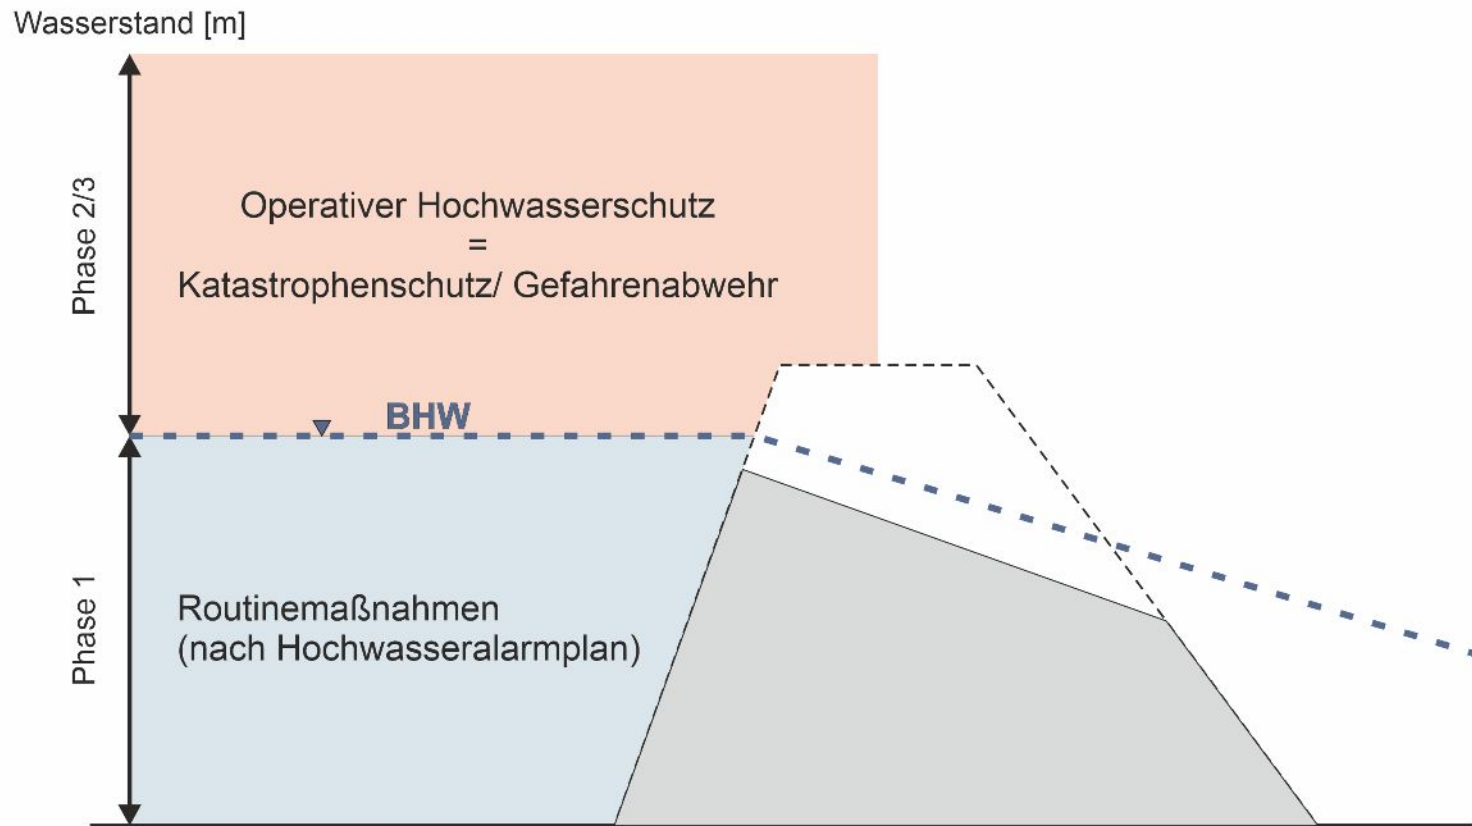 Wasserstand [m]
Phase 2/3
Operativer Hochwasserschutz
=
Katastrophenschutz/ Gefahrenabwehr
BHW
Phase 1
Routinemaßnahmen
(nach Hochwasseralarmplan)